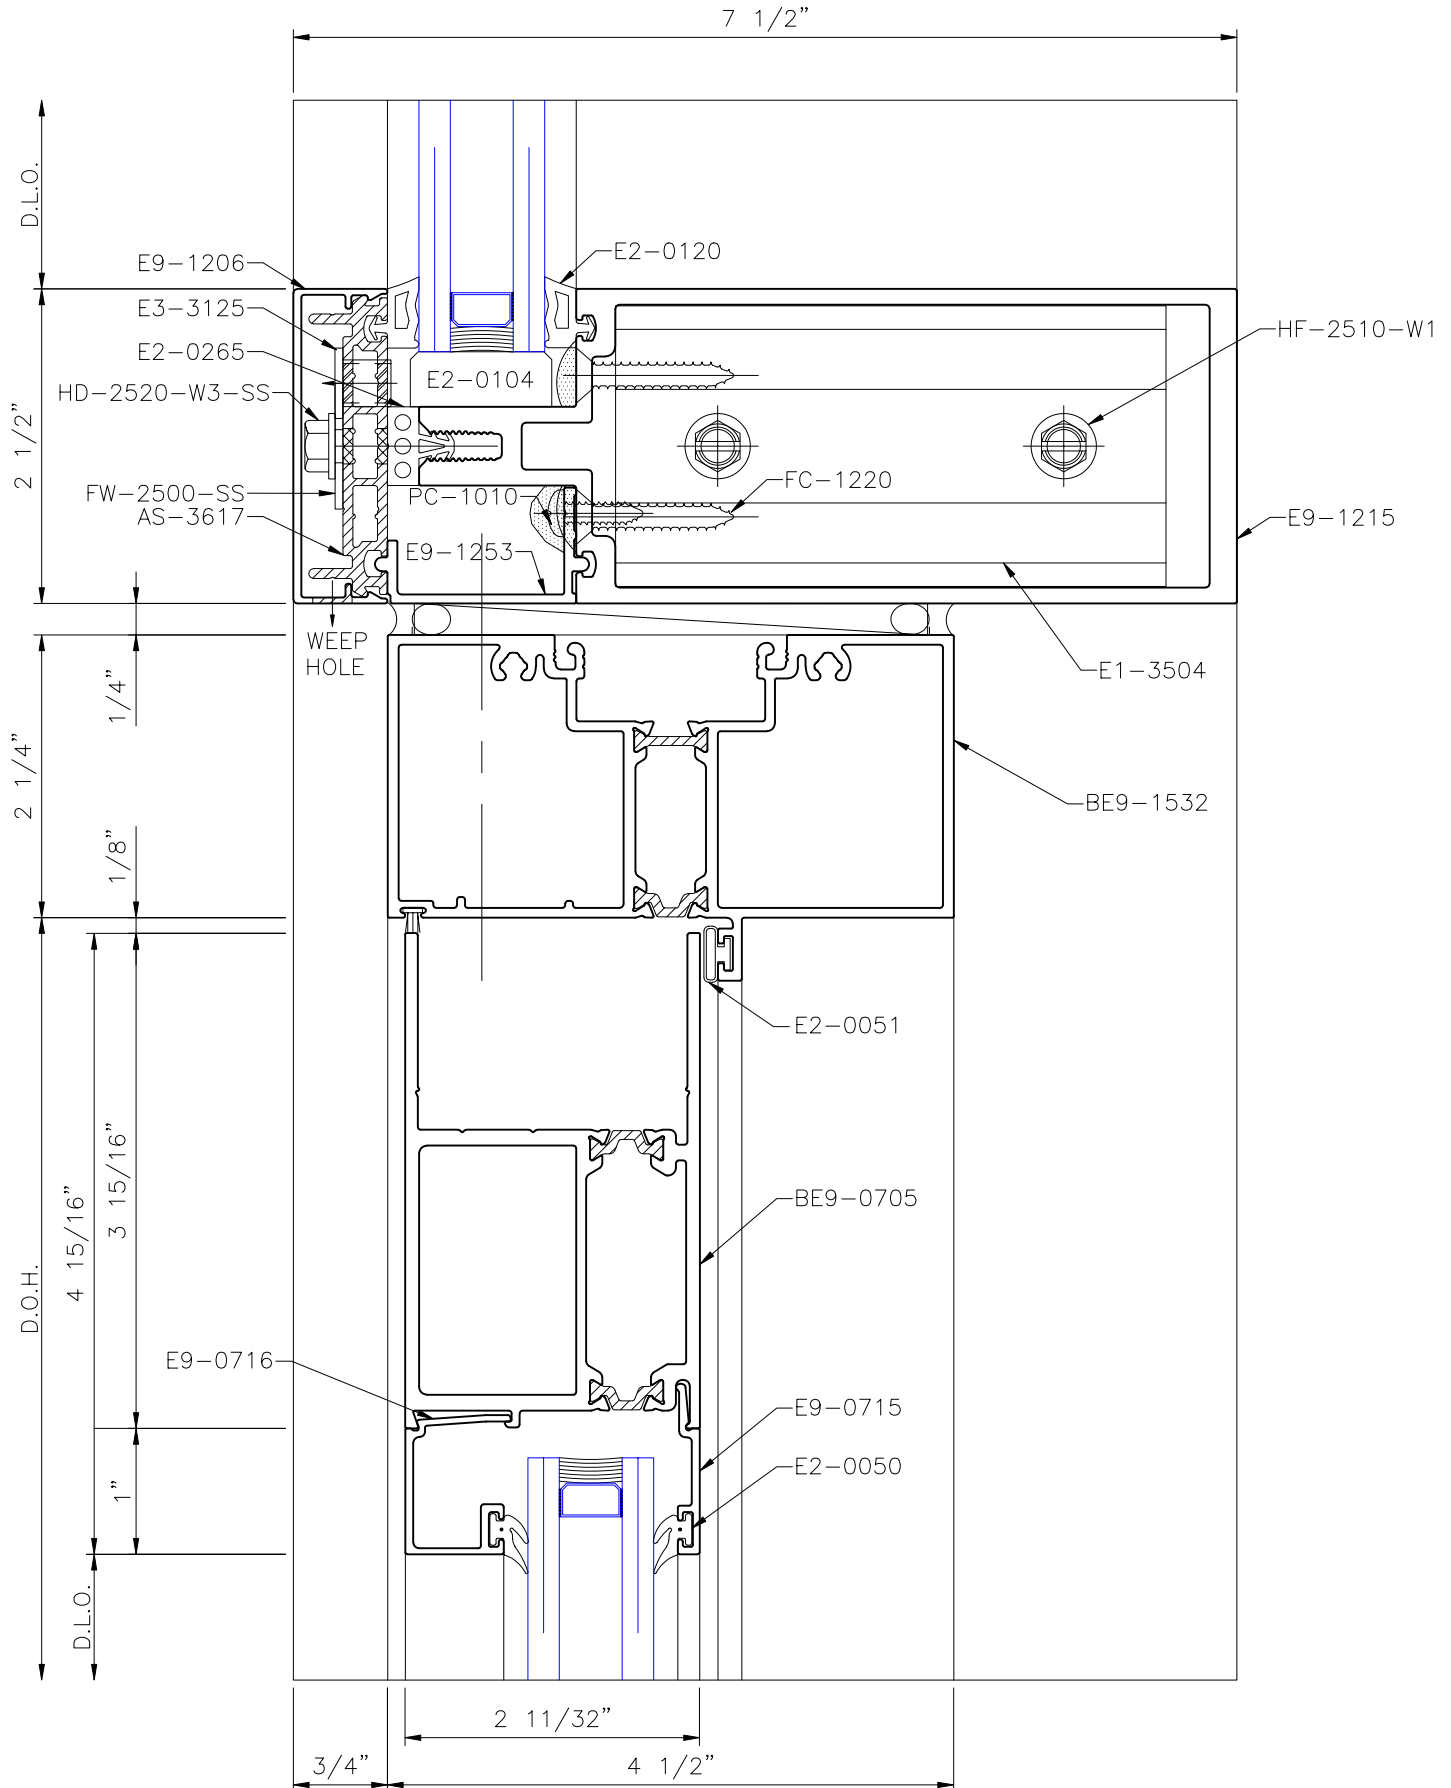 7 1/2”
D.L.O.
E9-1206
E2-0120
E3-3125
HF-2510-W1
E2-0265
E2-0104
HD-2520-W3-SS
2 1/2”
FW-2500-SS
PC-1010
FC-1220
AS-3617
E9-1215
E9-1253
WEEP
HOLE
E1-3504
1/4”
2 1/4”
BE9-1532
1/8”
E2-0051
3 15/16”
4 15/16”
BE9-0705
D.O.H.
E9-0716
E9-0715
E2-0050
1”
D.L.O.
2 11/32”
3/4”
4 1/2”